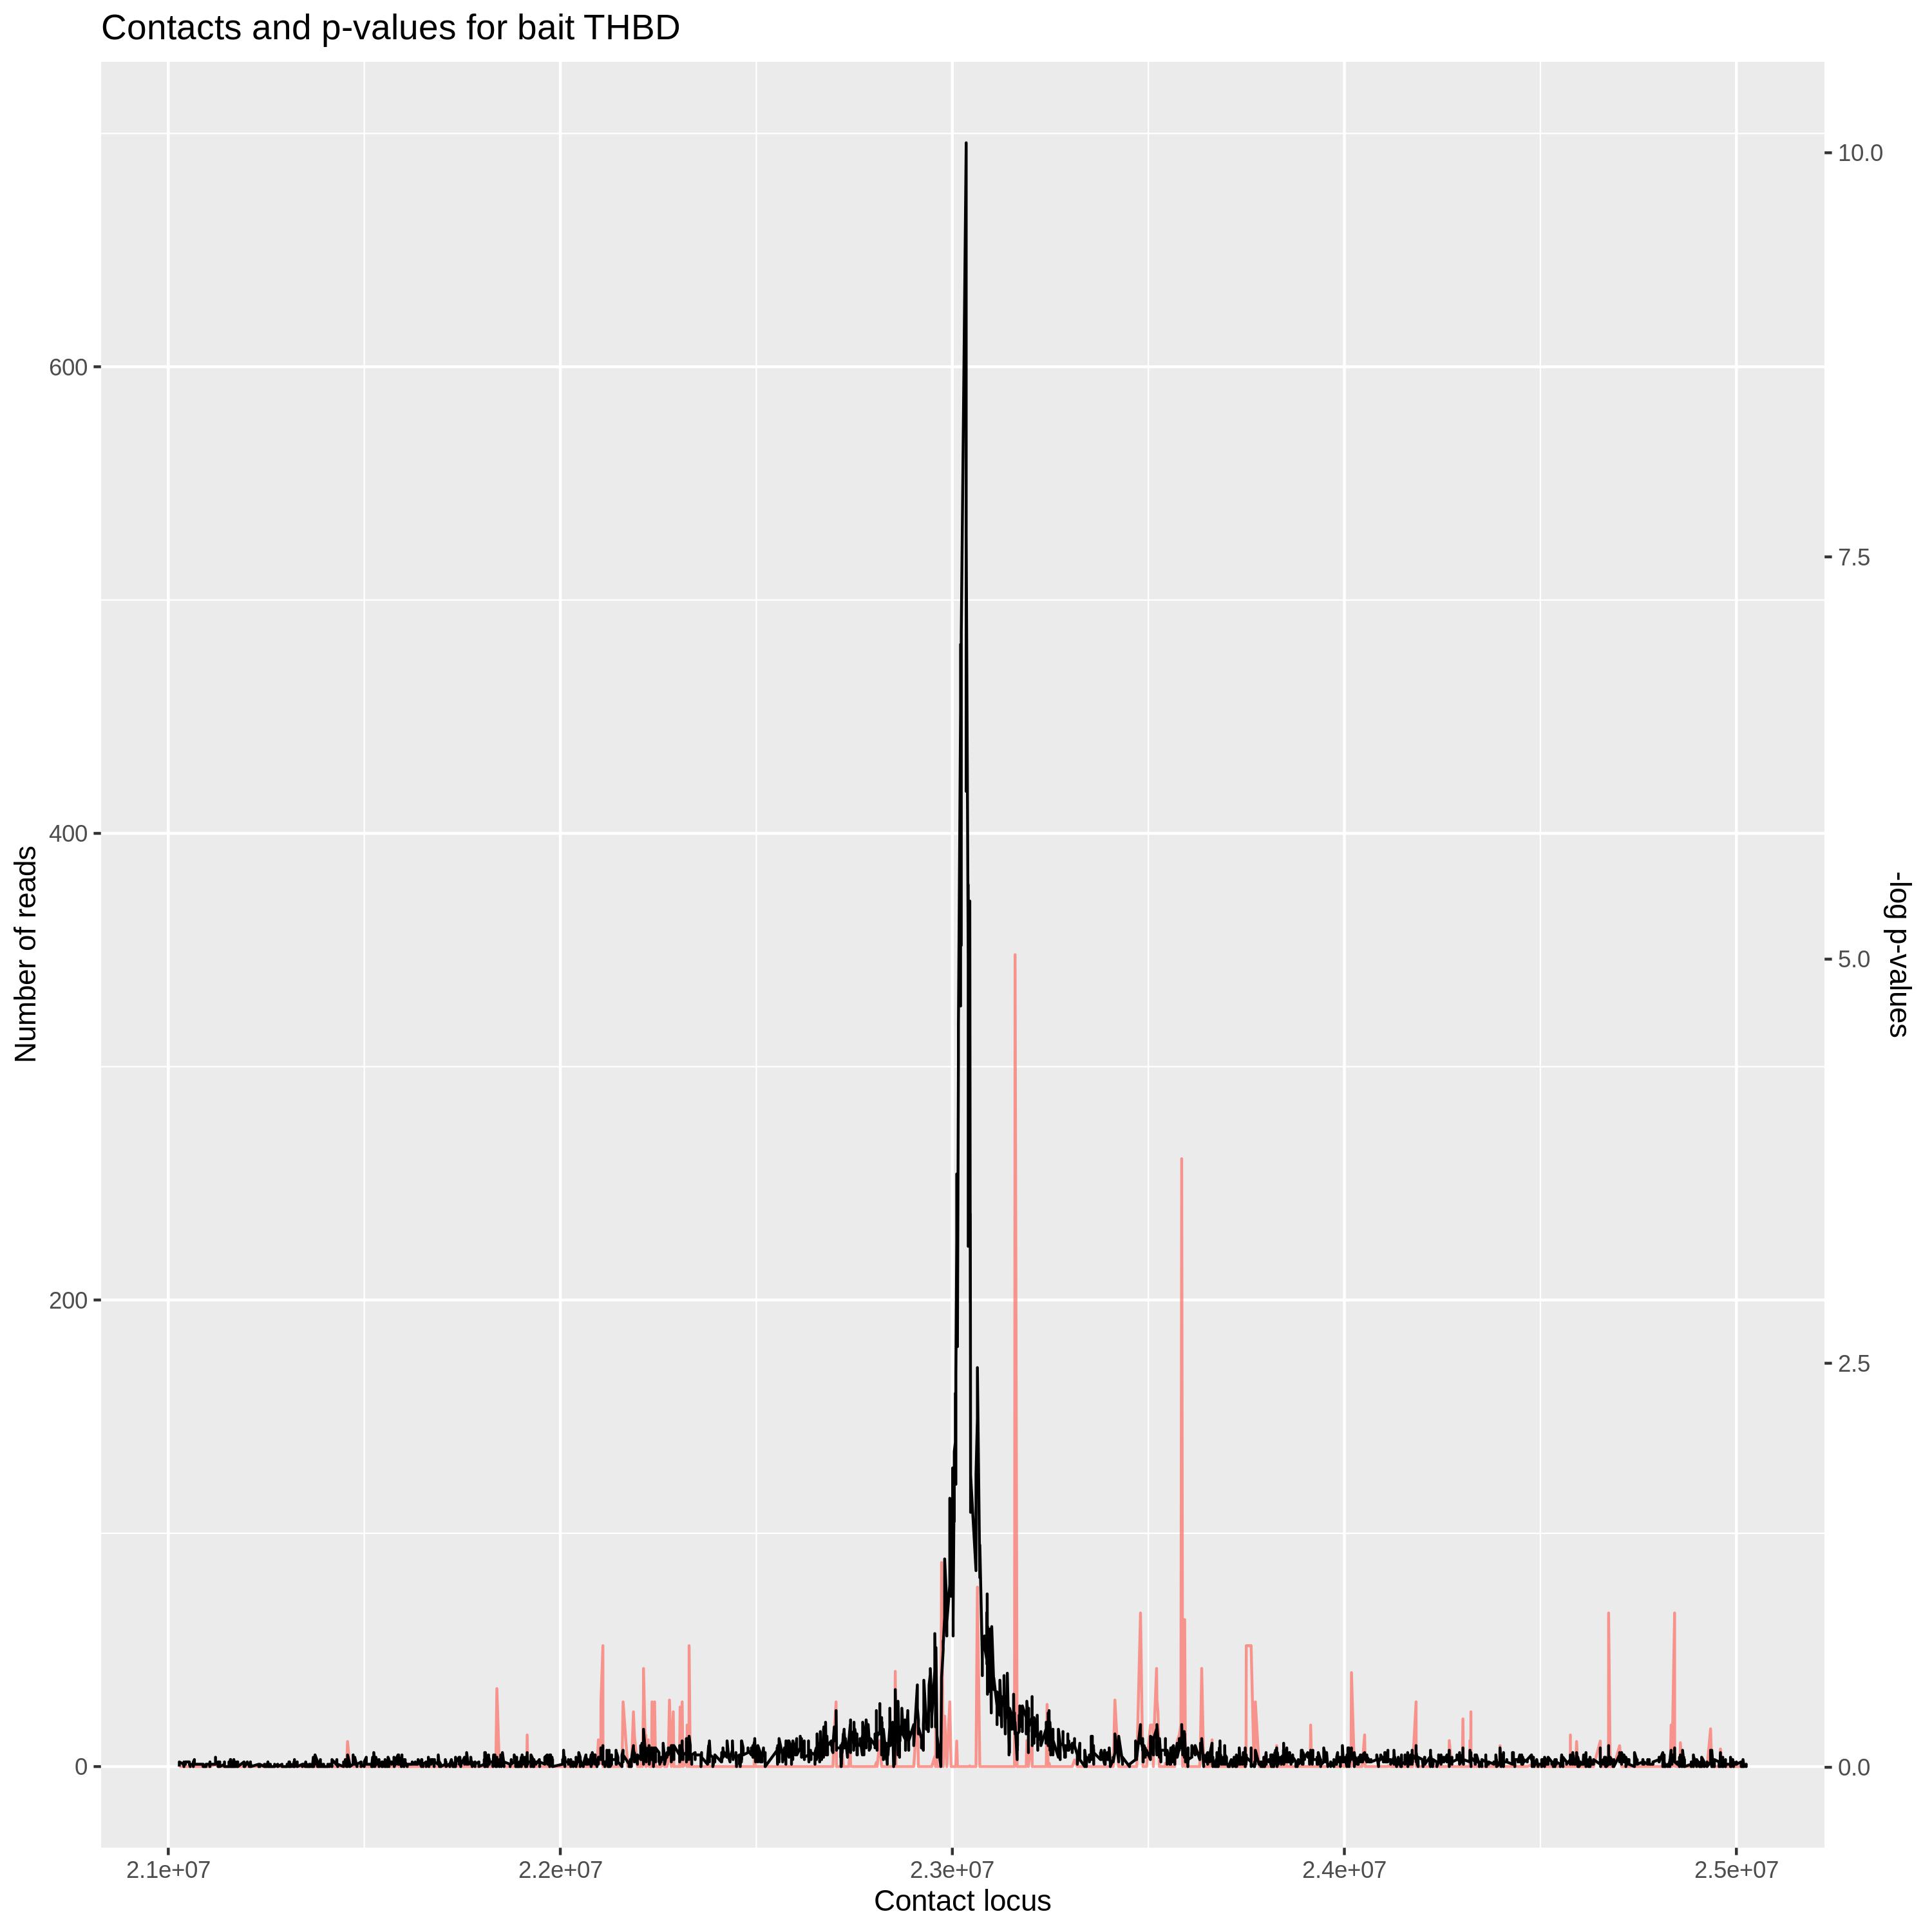 Contacts and p-values for bait THBD
Number of reads
600
400
200
0
10.0
7.5
5.0
2.5
0.0
-log p-values
2.1e+07
2.2e+07
2.3e+07
2.4e+07
2.5e+07
Contact locus